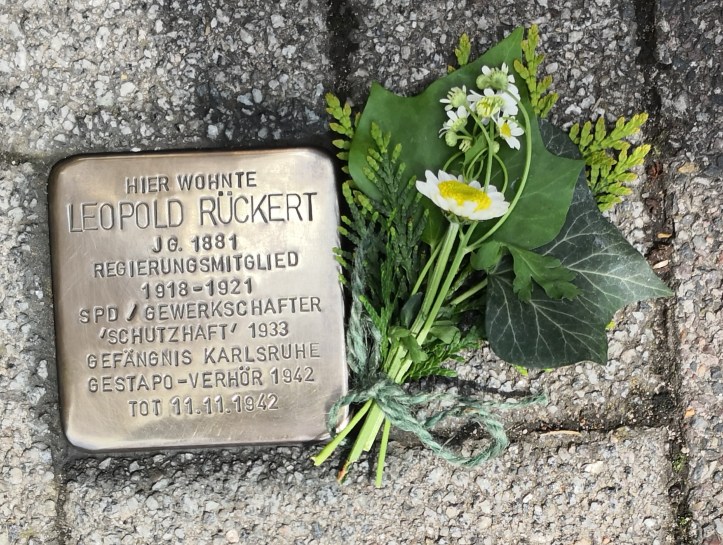 HIER WOHNTE
LEOPOLD RÜCKERT
JG. 1881
REGIERUNGSMITGLIED
1918-1921
SPD / GEWERKSCHAFTER
'SCHUTZHAFT' 1933
GEFÄNGNIS KARLSRUHE
GESTAPO-VERHÖR 1942
TOT 11.11.1942